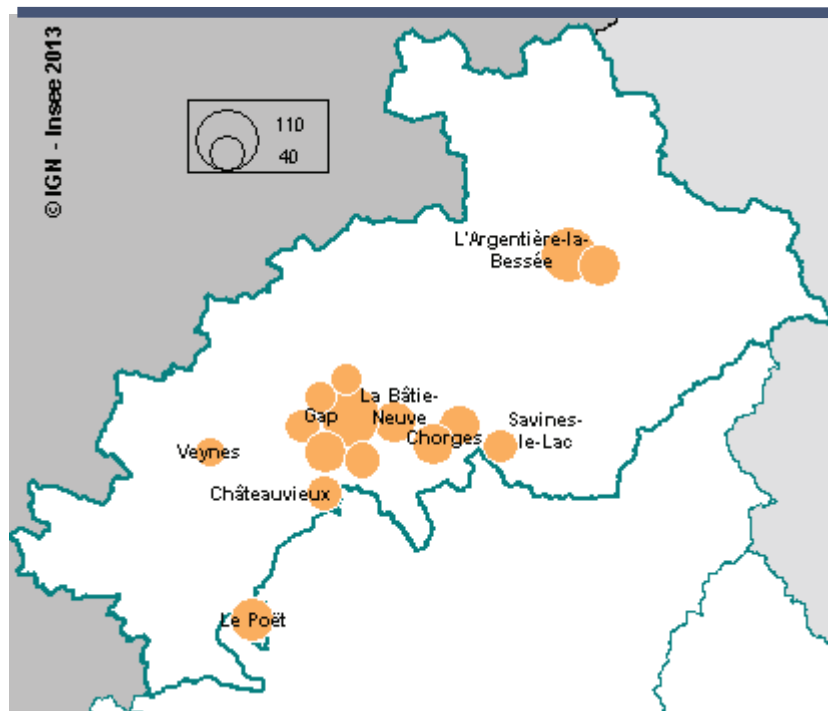 © IGN - Insee 2013
110
40
L'Argentière-la-
Bessée
La Bâtie-
Neuve
Gap
Chorges
Savines-
le-Lac
Veynes
Châteauvieux
Le Poët